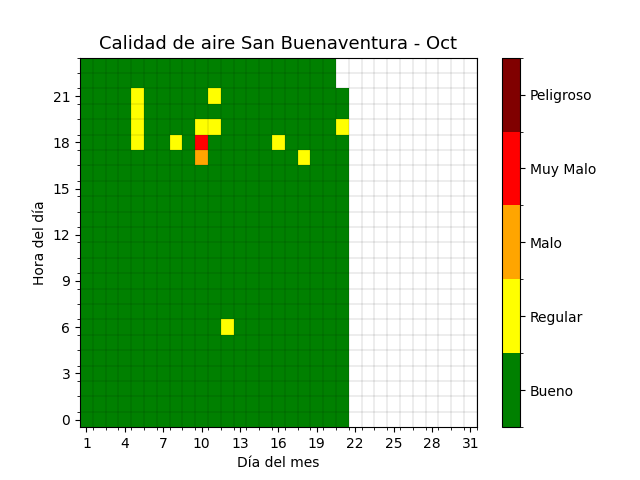 Calidad de aire San Buenaventura - Oct
Hora del día
21
18
15
12
9
6
3
0
1 4 7 10 13 16 19 22 25 28 31
Día del mes
Peligroso
Muy Malo
Malo
Regular
Bueno